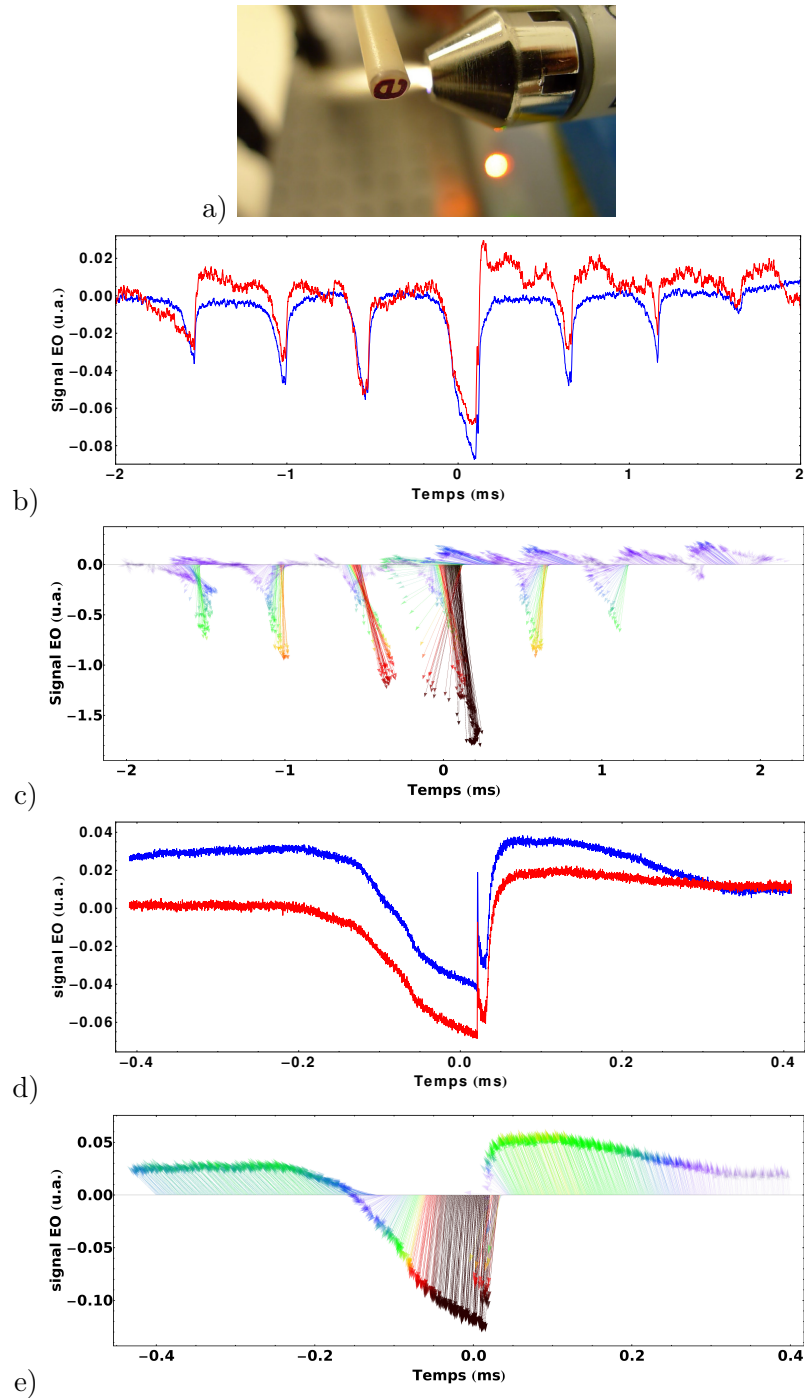 e
a)
0.02
0.00
−0.02
−0.04
−0.06
−0.08
Signal EO (u.a.)
−2 −1 0 1 2
Temps (ms)
b)
0.0
−0.5
−1.0
−1.5
Signal EO (u.a.)
−2 −1 0 1 2
Temps (ms)
c)
0.04
0.02
0.00
−0.02
−0.04
−0.06
signal EO (u.a.)
−0.4 −0.2 0.0 0.2 0.4
Temps (ms)
d)
0.05
0.00
−0.05
−0.10
signal EO (u.a.)
−0.4 −0.2 0.0 0.2 0.4
Temps (ms)
e)